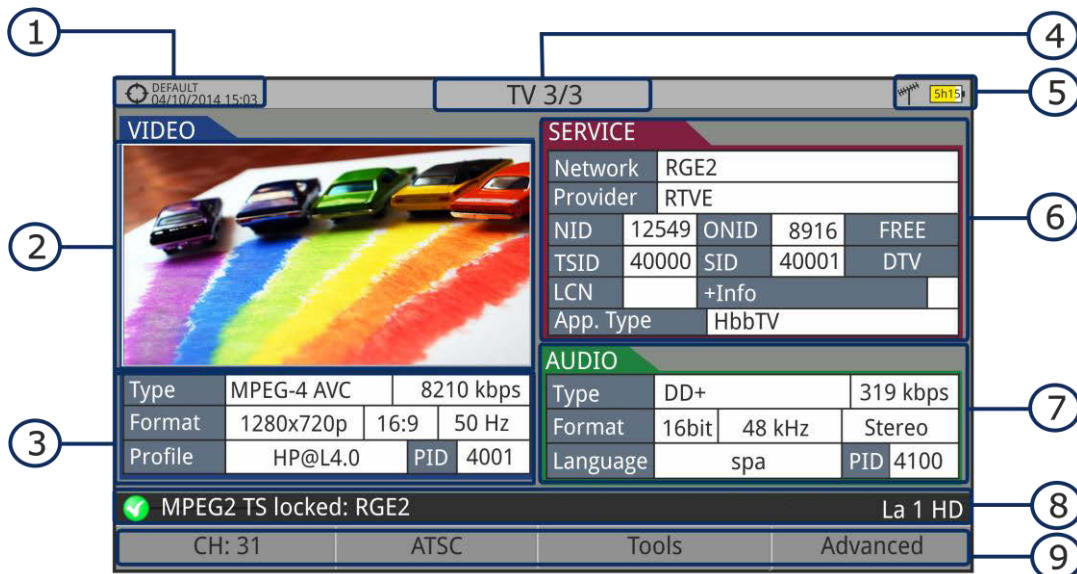 1
4
DEFAULT
04/10/2014 15:03
TV 3/3
5h15
5
VIDEO
2
SERVICE
Network RGE2
Provider RTVE
NID 12549 ONID 8916 FREE
TSID 40000 SID 40001 DTV
LCN +Info
App. Type HbbTV
6
Type MPEG-4 AVC 8210 kbps
Format 1280x720p 16:9 50 Hz
Profile HP@L4.0 PID 4001
3
AUDIO
Type DD+ 319 kbps
Format 16bit 48 kHz Stereo
Language spa PID 4100
7
MPEG2 TS locked: RGE2 La 1 HD
8
CH: 31 ATSC Tools Advanced
9